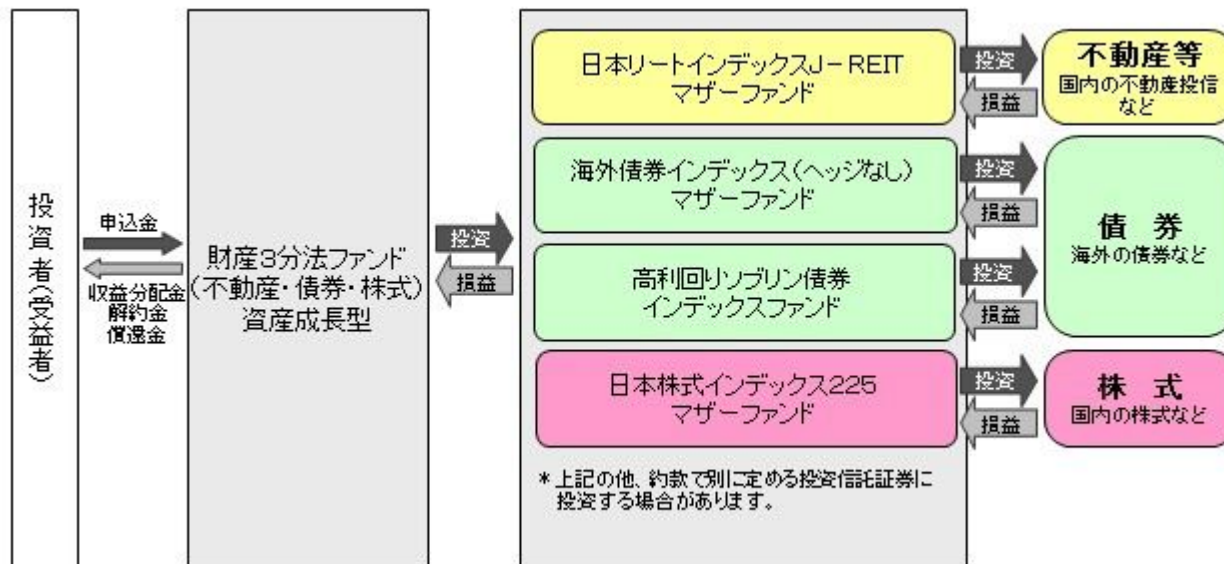 投資者(受益者)
申込金
収益分配金
解約金
償還金
財産3分法ファンド
(不動産・債券・株式)
資産成長型
投資
損益
日本リートインデックスJ-REIT
マザーファンド
投資
損益
不動産等
国内の不動産投信
など
海外債券インデックス(ヘッジなし)
マザーファンド
投資
損益
債 券
海外の債券など
高利回りソブリン債券
インデックスファンド
投資
損益
日本株式インデックス225
マザーファンド
投資
損益
株 式
国内の株式など
*上記の他、約款で別に定める投資信託証券に
投資する場合があります。